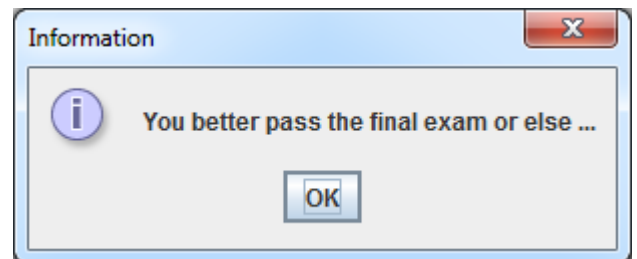 Information
You better pass the final exam or else ...
OK